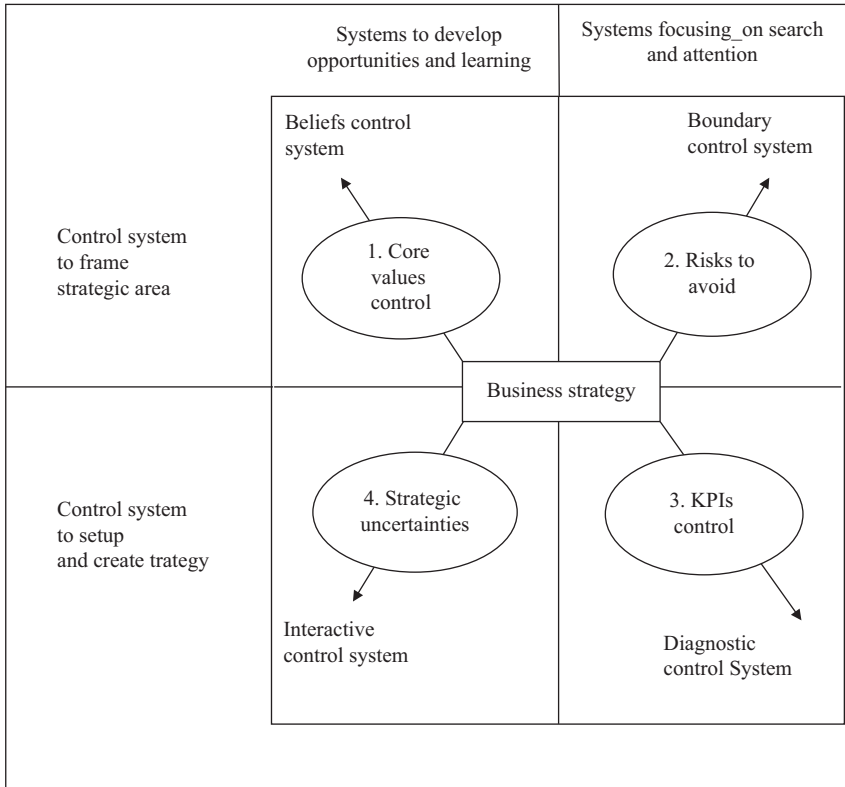 Systems to develop
opportunities and learning
Systems focusing_on search
and attention
Control system
to frame
strategic area
Beliefs control
system
1. Core
values
control
Boundary
control system
2. Risks to
avoid
Business strategy
Control system
to setup
and create trategy
4. Strategic
uncertainties
Interactive
control system
3. KPIs
control
Diagnostic
control System